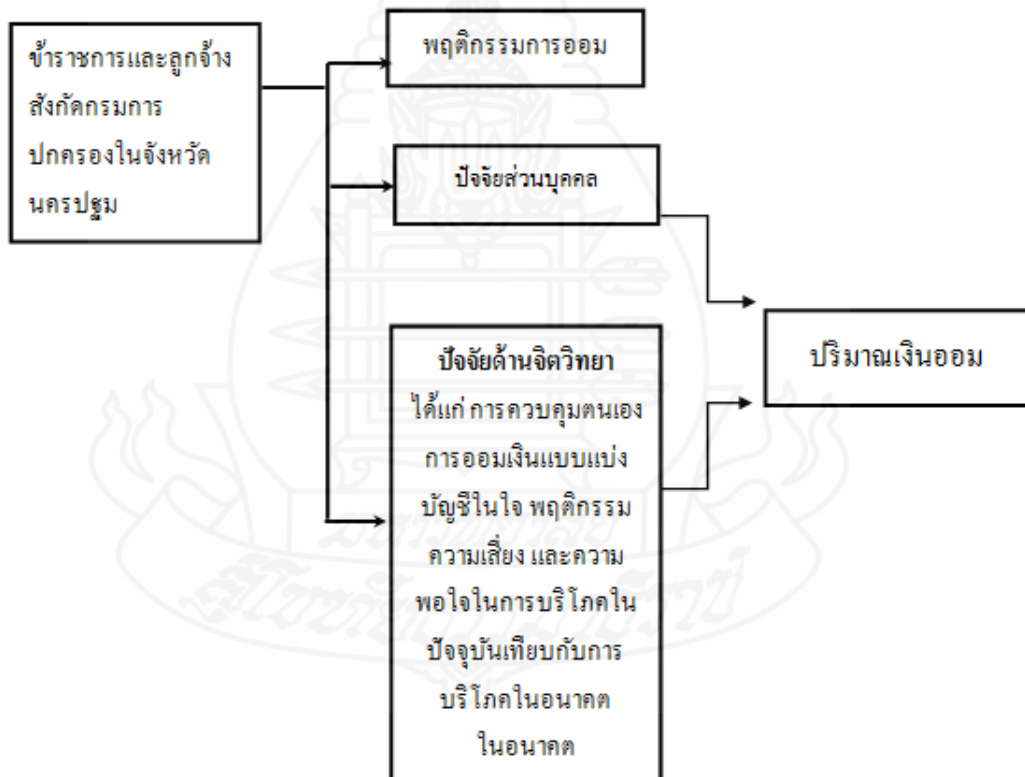 ข้าราชการและลูกจ้าง
สังกัดกรมการ
ปกครองในจังหวัด
นครปฐม
พฤติกรรมการออม
ปัจจัยส่วนบุคคล
ปัจจัยด้านจิตวิทยา
ได้แก่ การควบคุมตนเอง
การออมเงินแบบแบ่ง
บัญชีในใจ พฤติกรรม
ความเสี่ยง และความ
พอใจในการบริโภคใน
ปัจจุบันเทียบกับการ
บริโภคในอนาคต
ในอนาคต
ปริมาณเงินออม